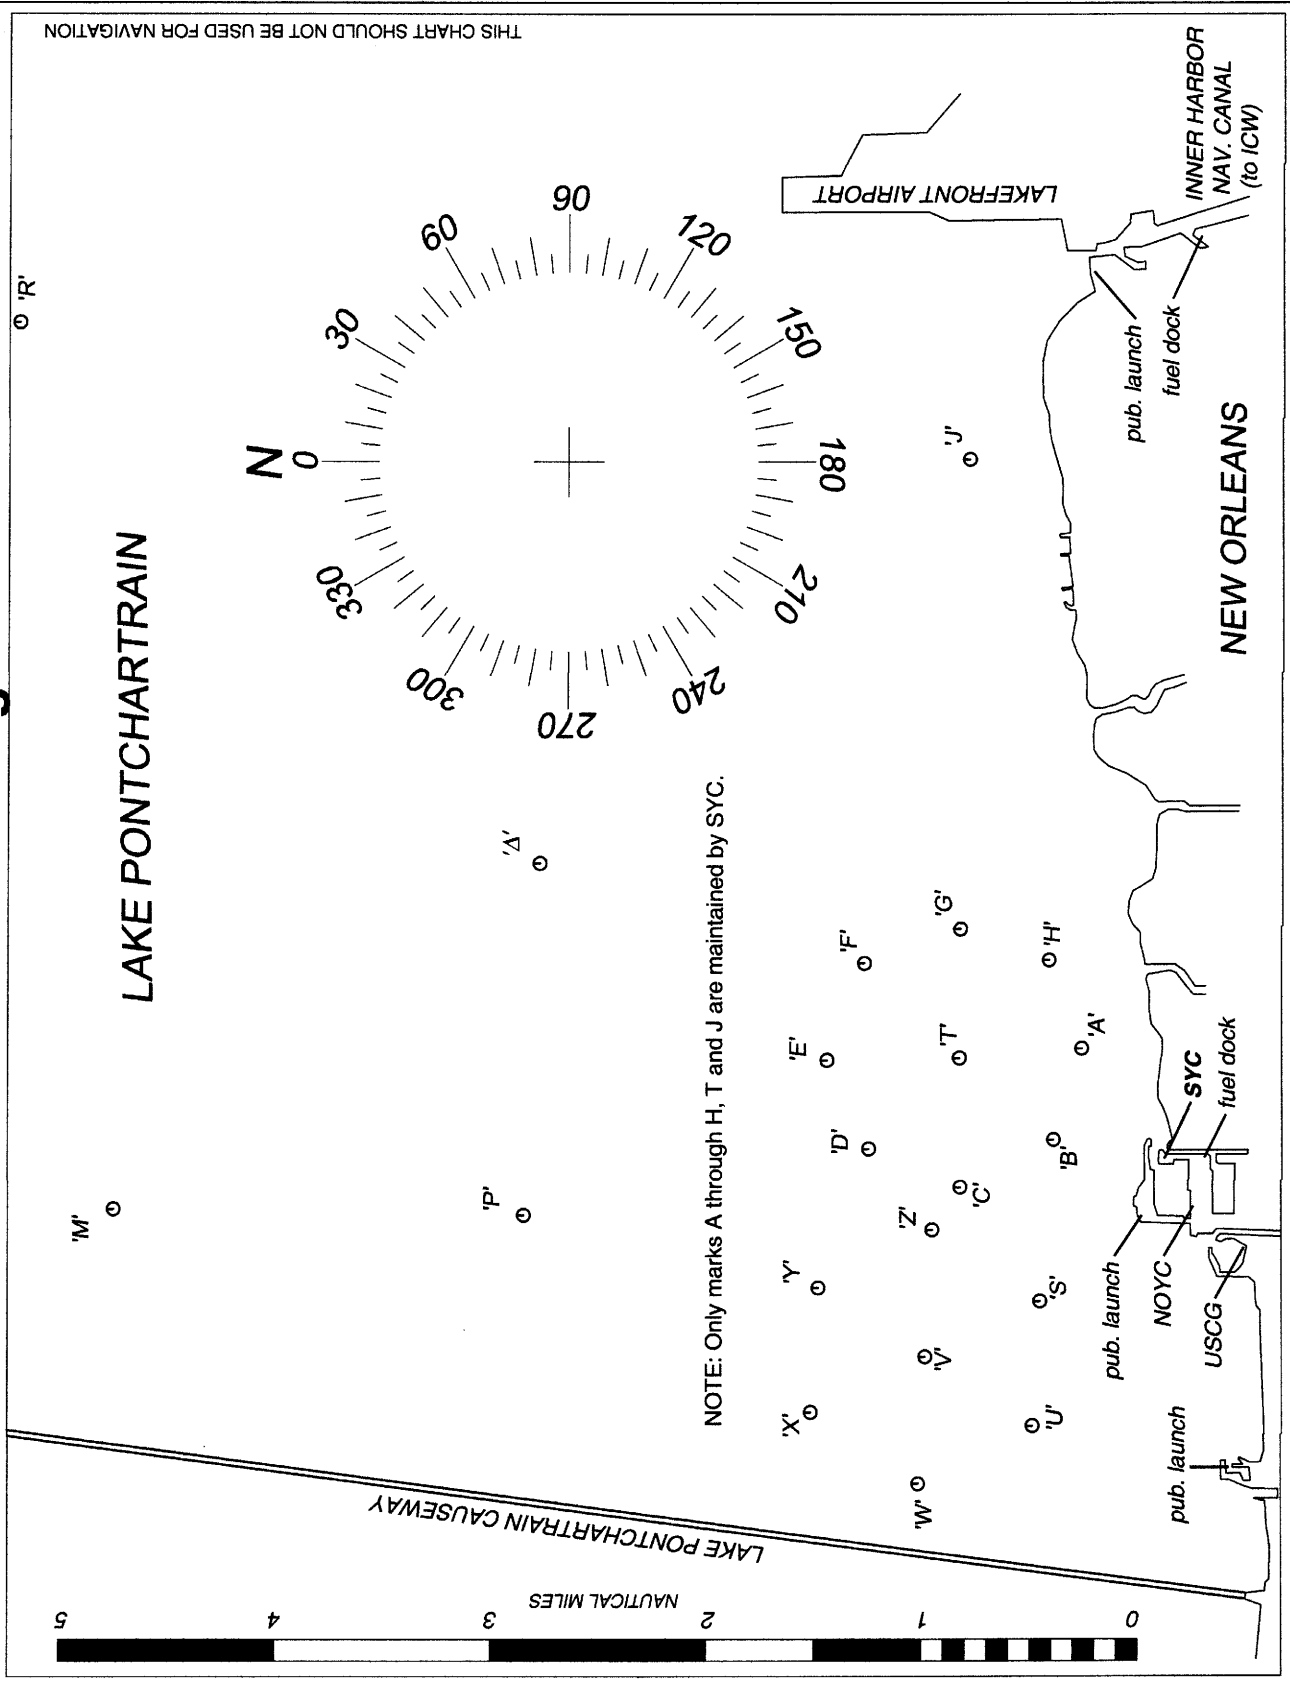 THIS CHART SHOULD NOT BE USED FOR NAVIGATION
LAKE PONTCHARTRAIN
'R'
N
0
30
60
90
120
150
180
210
240
270
300
330
LAKEFRONT AIRPORT
INNER HARBOR
NAV. CANAL
(to ICW)
pub. launch
fuel dock
NEW ORLEANS
'J'
'Δ'
'M'
'P'
NOTE: Only marks A through H, T and J are maintained by SYC.
'F'
'G'
'H'
'E'
'T'
'A'
'D'
'C'
'B'
'Z'
'Y'
'S'
'V'
'X'
'U'
'W'
SYC
fuel dock
pub. launch
NOYC
USCG
pub. launch
LAKE PONTCHARTRAIN CAUSEWAY
NAUTICAL MILES
5
4
3
2
1
0